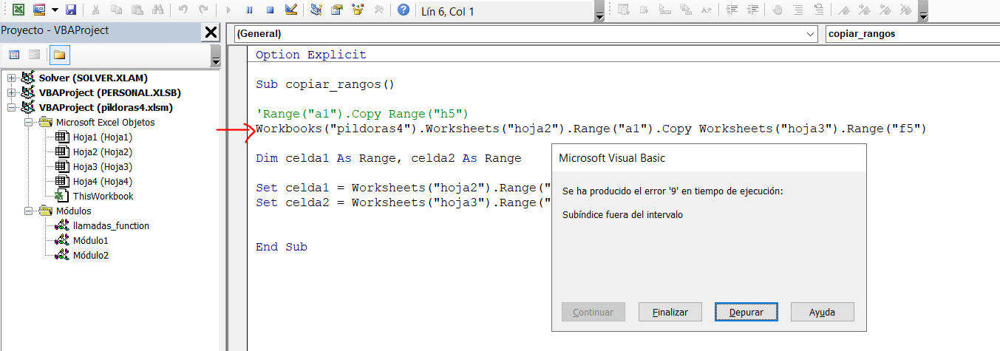 Lín 6, Col 1
Proyecto - VBAProject
(General)
copiar_rangos
Solver (SOLVER.XLAM)
VBAProject (PERSONAL.XLSB)
VBAProject (pildoras4.xlsm)
Microsoft Excel Objetos
Hoja1 (Hoja1)
Hoja2 (Hoja2)
Hoja3 (Hoja3)
Hoja4 (Hoja4)
ThisWorkbook
Módulos
llamadas_function
Módulo1
Módulo2
Option Explicit
Sub copiar_rangos()
'Range("a1").Copy Range("h5")
Workbooks("pildoras4").Worksheets("hoja2").Range("a1").Copy Worksheets("hoja3").Range("f5")
Dim celda1 As Range, celda2 As Range
Set celda1 = Worksheets("hoja2").Range("
Set celda2 = Worksheets("hoja3").Range("
End Sub
Microsoft Visual Basic
Se ha producido el error '9' en tiempo de ejecución:
Subíndice fuera del intervalo
Continuar
Finalizar
Depurar
Ayuda